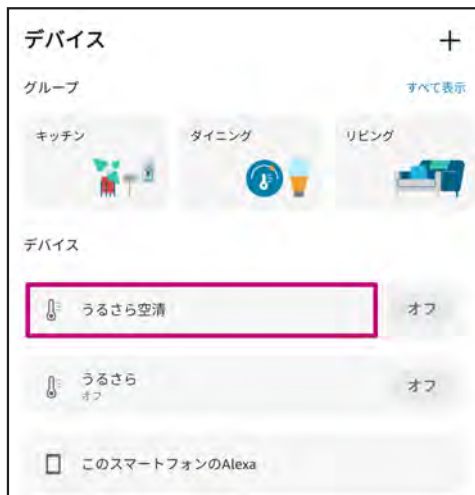 デバイス
グループ
すべて表示
キッチン
ダイニング
リビング
デバイス
うるさら空清
オフ
うるさら
オフ
オフ
このスマートフォンのAlexa